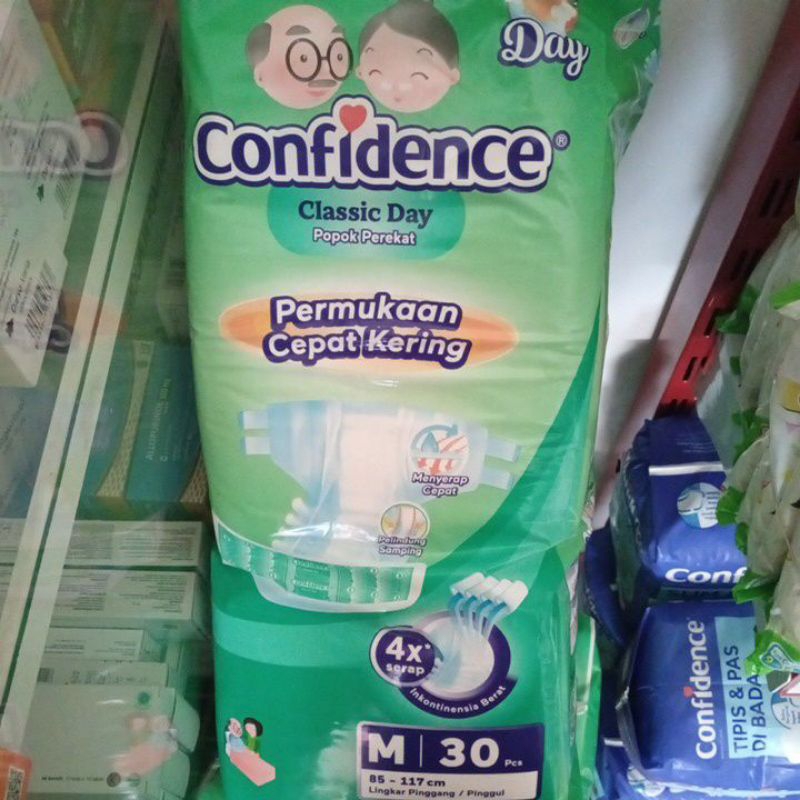 Day
Confidence®
Classic Day
Popok Perekat
Permukaan
Cepat Kering
Menyerap
Cepat
Pelindung
Samping
4x*
serap
Inkontinensia Berat
M | 30 Pcs
85 - 117 cm
Lingkar Pinggang / Pinggul
Conf
Confidence
TIPIS & PAS
DI BADA